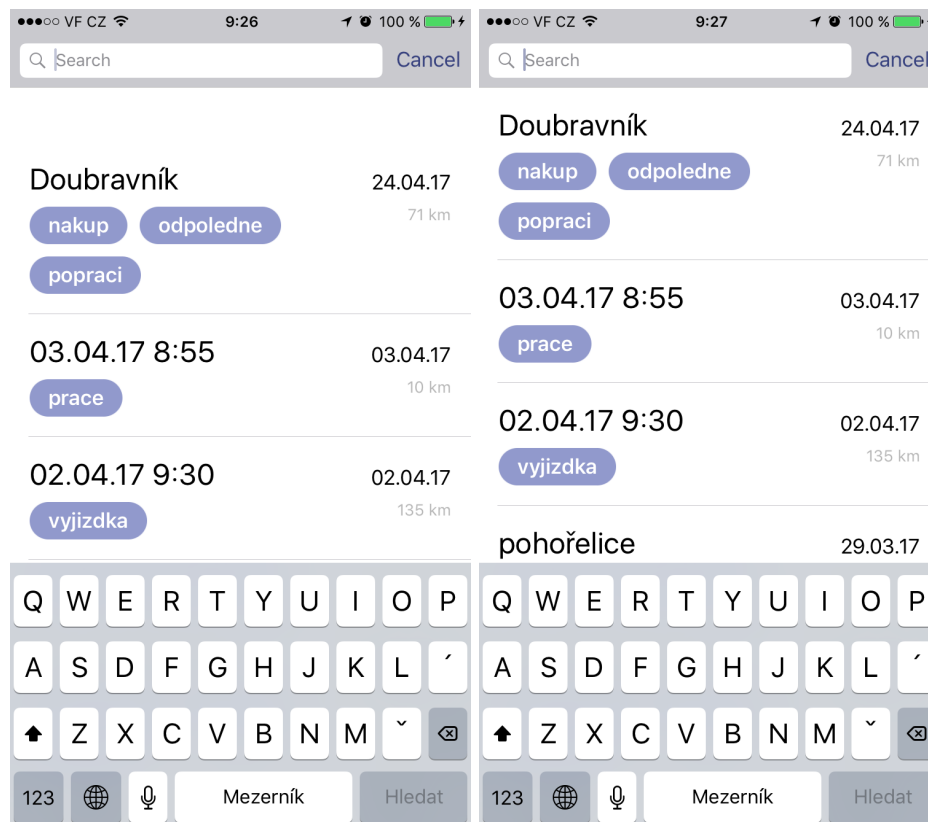 VF CZ 9:26 100 %
Search Cancel
Doubravník 24.04.17
71 km
nakup odpoledne
popraci
03.04.17 8:55 03.04.17
10 km
prace
02.04.17 9:30 02.04.17
135 km
vyjizdka
Q W E R T Y U I O P
A S D F G H J K L ´
Z X C V B N M ˇ
123 Mezerník Hledat
VF CZ 9:27 100 %
Search Cancel
Doubravník 24.04.17
71 km
nakup odpoledne
popraci
03.04.17 8:55 03.04.17
10 km
prace
02.04.17 9:30 02.04.17
135 km
vyjizdka
pohořelice 29.03.17
Q W E R T Y U I O P
A S D F G H J K L ´
Z X C V B N M ˇ
123 Mezerník Hledat